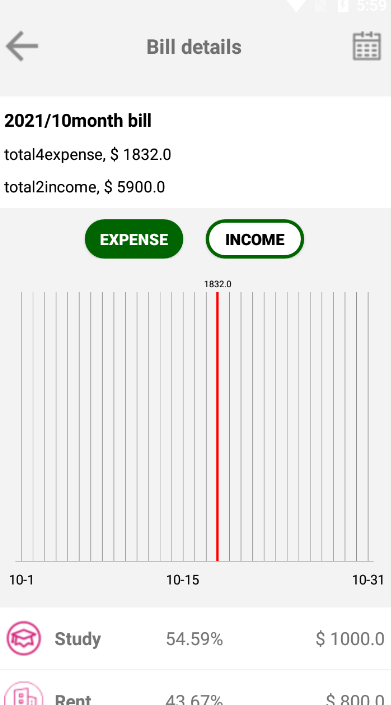 5:59
Bill details
2021/10month bill
total4expense, $ 1832.0
total2income, $ 5900.0
EXPENSE INCOME
1832.0
10-1 10-15 10-31
Study 54.59% $ 1000.0
Rent 43.67% $ 800.0